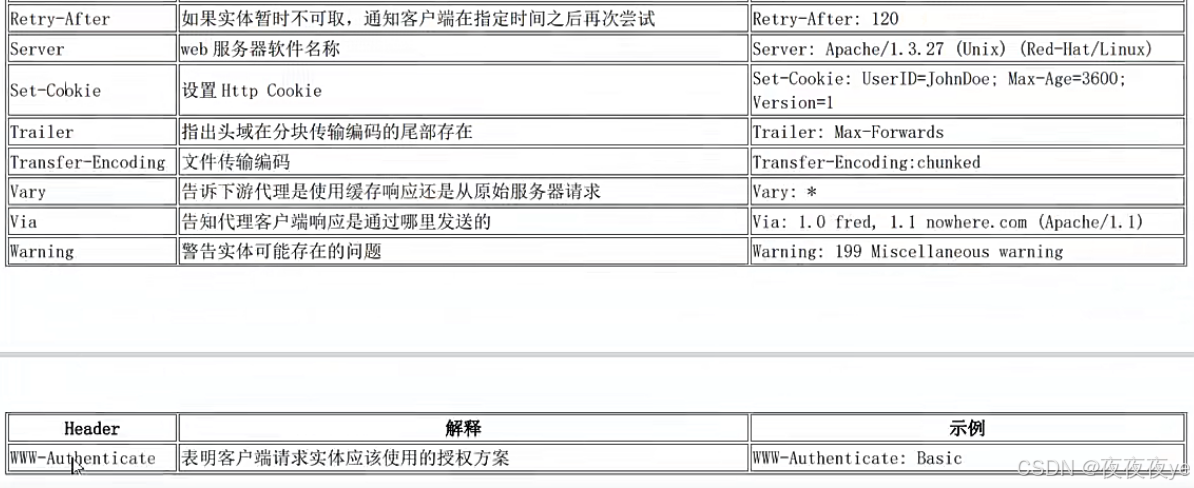 Retry-After 如果实体暂时不可取，通知客户端在指定时间之后再次尝试 Retry-After: 120
Server web服务器软件名称 Server: Apache/1.3.27 (Unix) (Red-Hat/Linux)
Set-Cookie 设置Http Cookie Set-Cookie: UserID=JohnDoe; Max-Age=3600;
Version=1
Trailer 指出头域在分块传输编码的尾部存在 Trailer: Max-Forwards
Transfer-Encoding 文件传输编码 Transfer-Encoding:chunked
Vary 告诉下游代理是使用缓存响应还是从原始服务器请求 Vary: *
Via 告知代理客户端响应是通过哪里发送的 Via: 1.0 fred, 1.1 nowhere.com (Apache/1.1)
Warning 警告实体可能存在的问题 Warning: 199 Miscellaneous warning
Header 解释 示例
WWW-Authenticate 表明客户端请求实体应该使用的授权方案 WWW-Authenticate: Basic
CSDN @夜夜夜ye